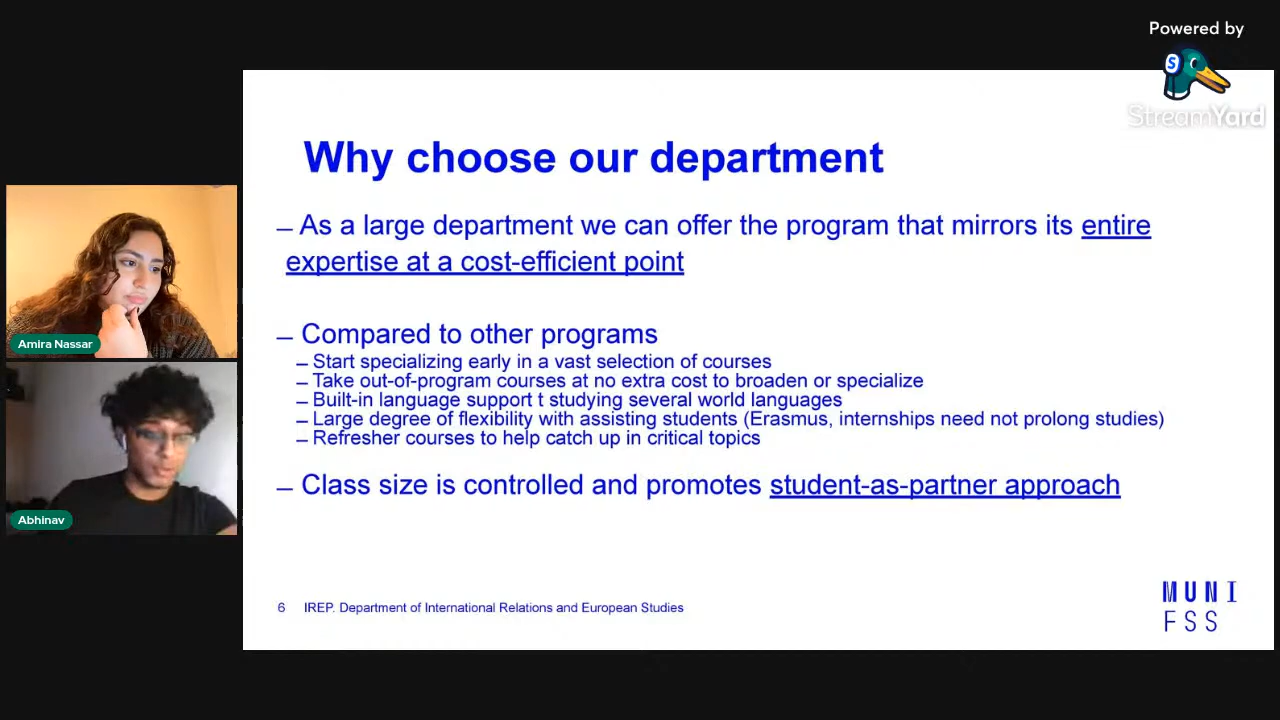 Powered by
StreamYard
Why choose our department
– As a large department we can offer the program that mirrors its entire
expertise at a cost-efficient point
– Compared to other programs
– Start specializing early in a vast selection of courses
– Take out-of-program courses at no extra cost to broaden or specialize
– Built-in language support t studying several world languages
– Large degree of flexibility with assisting students (Erasmus, internships need not prolong studies)
– Refresher courses to help catch up in critical topics
– Class size is controlled and promotes student-as-partner approach
Amira Nassar
Abhinav
6 IREP. Department of International Relations and European Studies
MUNI
FSS